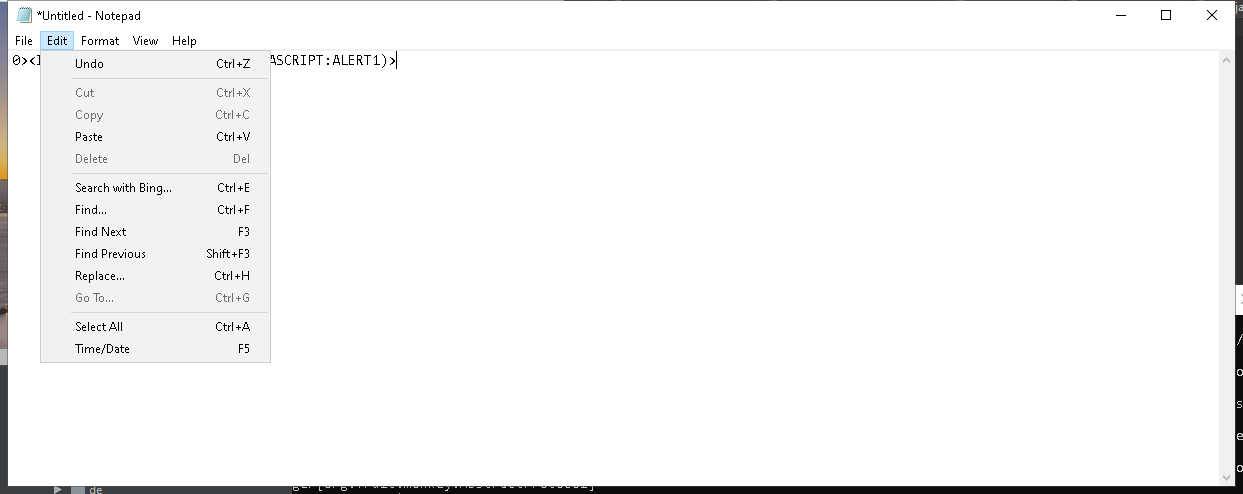 *Untitled - Notepad
File Edit Format View Help
0><ASCRIPT:ALERT1)>
Undo Ctrl+Z
Cut Ctrl+X
Copy Ctrl+C
Paste Ctrl+V
Delete Del
Search with Bing... Ctrl+E
Find... Ctrl+F
Find Next F3
Find Previous Shift+F3
Replace... Ctrl+H
Go To... Ctrl+G
Select All Ctrl+A
Time/Date F5
de